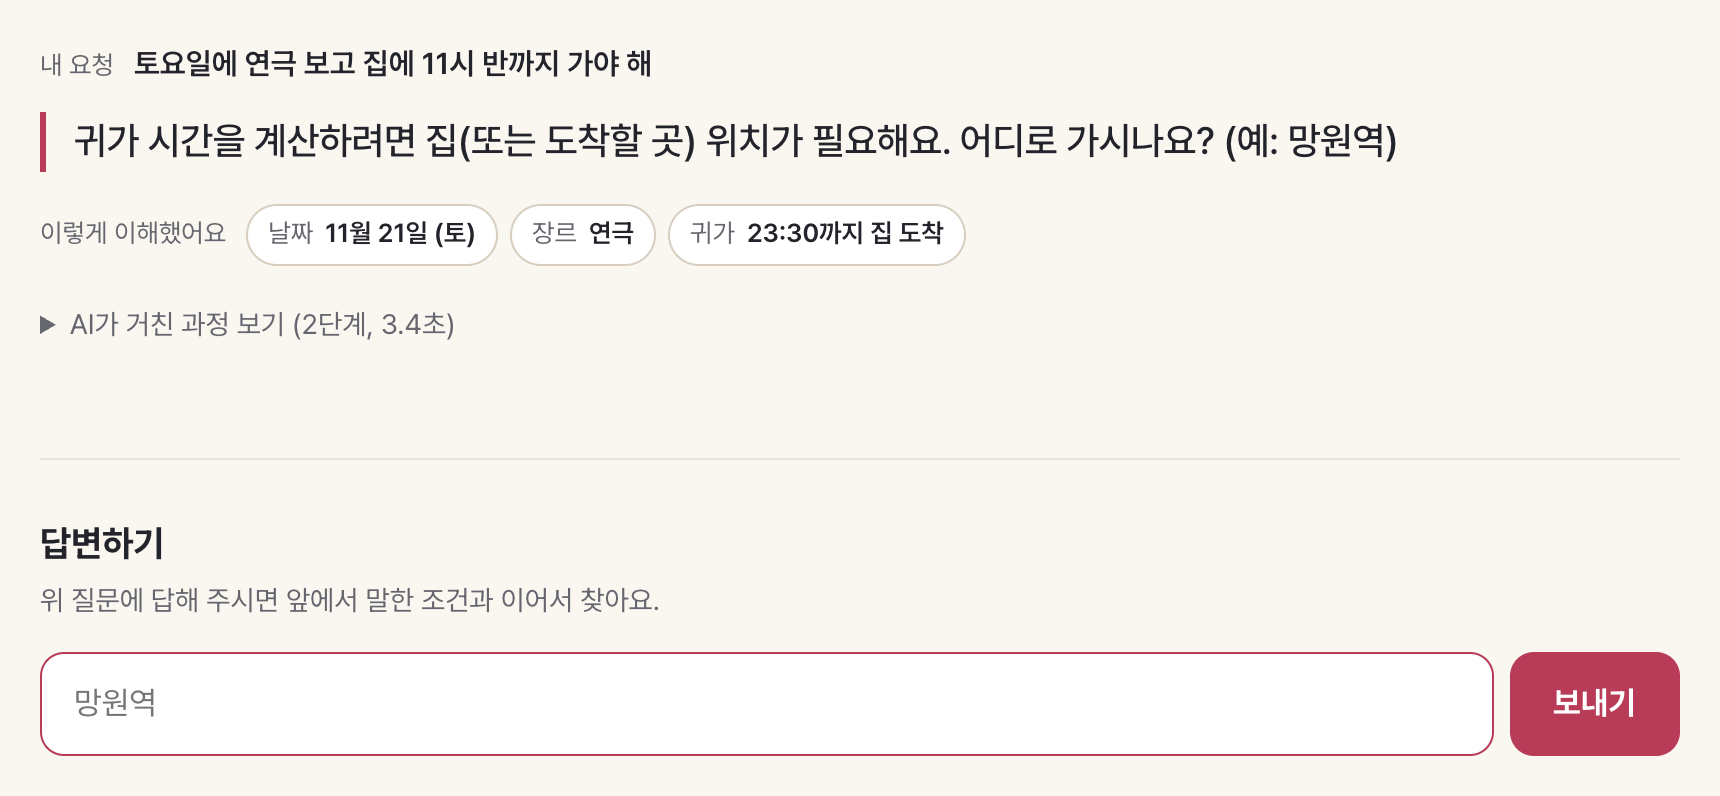 내 요청 토요일에 연극 보고 집에 11시 반까지 가야 해
귀가 시간을 계산하려면 집(또는 도착할 곳) 위치가 필요해요. 어디로 가시나요? (예: 망원역)
이렇게 이해했어요 날짜 11월 21일 (토) 장르 연극 귀가 23:30까지 집 도착
▶ AI가 거친 과정 보기 (2단계, 3.4초)
답변하기
위 질문에 답해 주시면 앞에서 말한 조건과 이어서 찾아요.
망원역 보내기